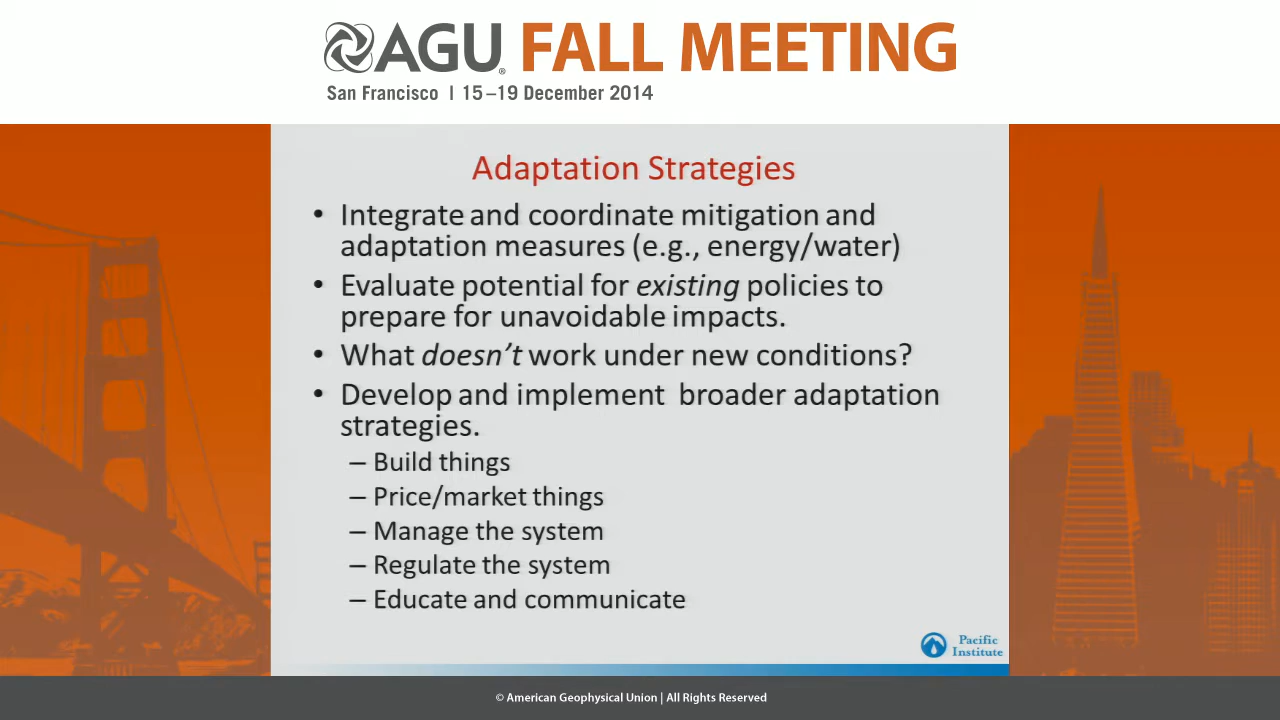 AGU® FALL MEETING
San Francisco | 15–19 December 2014
Adaptation Strategies
• Integrate and coordinate mitigation and
adaptation measures (e.g., energy/water)
• Evaluate potential for existing policies to
prepare for unavoidable impacts.
• What doesn't work under new conditions?
• Develop and implement broader adaptation
strategies.
– Build things
– Price/market things
– Manage the system
– Regulate the system
– Educate and communicate
Pacific
Institute
© American Geophysical Union | All Rights Reserved